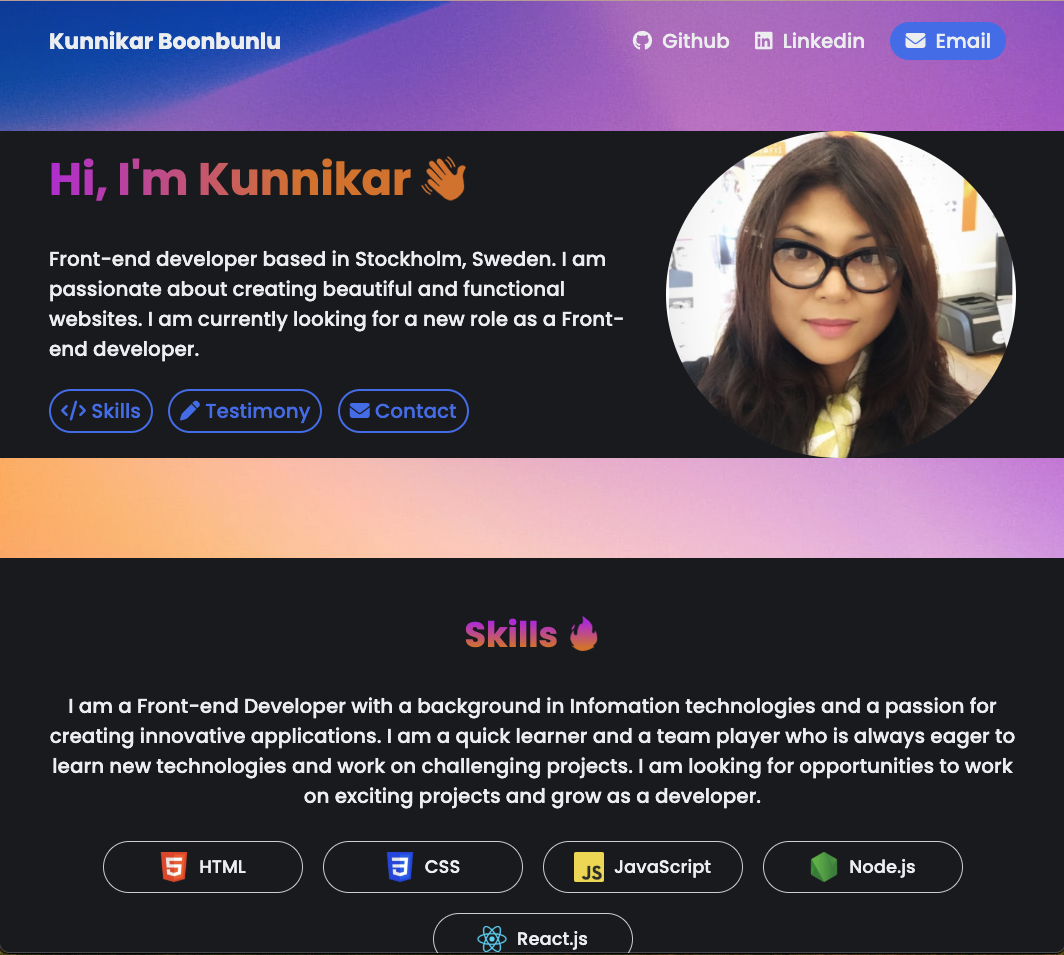 Kunnikar Boonbunlu
Github Linkedin Email
Hi, I'm Kunnikar 👋
Front-end developer based in Stockholm, Sweden. I am
passionate about creating beautiful and functional
websites. I am currently looking for a new role as a Front-
end developer.
</> Skills Testimony Contact
Skills 🔥
I am a Front-end Developer with a background in Infomation technologies and a passion for
creating innovative applications. I am a quick learner and a team player who is always eager to
learn new technologies and work on challenging projects. I am looking for opportunities to work
on exciting projects and grow as a developer.
5 HTML 3 CSS JS JavaScript Node.js
React.js